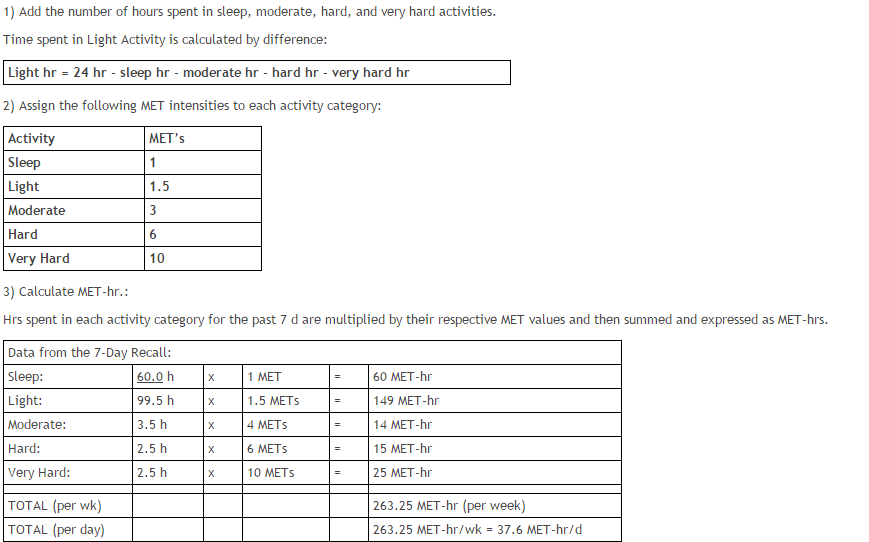 1) Add the number of hours spent in sleep, moderate, hard, and very hard activities.
Time spent in Light Activity is calculated by difference:
Light hr = 24 hr - sleep hr - moderate hr - hard hr - very hard hr
2) Assign the following MET intensities to each activity category:
Activity MET's
Sleep 1
Light 1.5
Moderate 3
Hard 6
Very Hard 10
3) Calculate MET-hr.:
Hrs spent in each activity category for the past 7 d are multiplied by their respective MET values and then summed and expressed as MET-hrs.
Data from the 7-Day Recall:
Sleep: 60.0 h x 1 MET = 60 MET-hr
Light: 99.5 h x 1.5 METs = 149 MET-hr
Moderate: 3.5 h x 4 METs = 14 MET-hr
Hard: 2.5 h x 6 METs = 15 MET-hr
Very Hard: 2.5 h x 10 METs = 25 MET-hr
TOTAL (per wk) 263.25 MET-hr (per week)
TOTAL (per day) 263.25 MET-hr/wk = 37.6 MET-hr/d